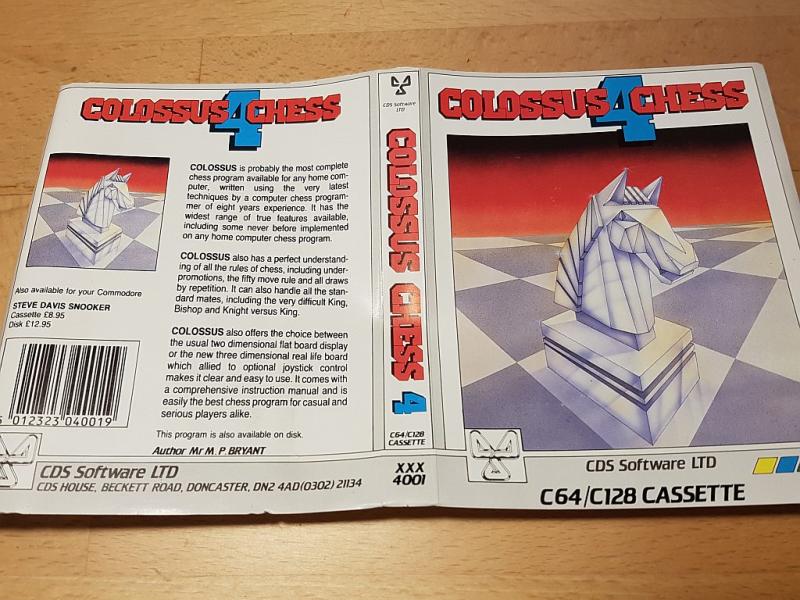 COLOSSUS 4 CHESS
COLOSSUS is probably the most complete
chess program available for any home com-
puter, written using the very latest
techniques by a computer chess program-
mer of eight years experience. It has the
widest range of true features available,
including some never before implemented
on any home computer chess program.
COLOSSUS also has a perfect understand-
ing of all the rules of chess, including under-
promotions, the fifty move rule and all draws
by repetition. It can also handle all the stan-
dard mates, including the very difficult King,
Bishop and Knight versus King.
COLOSSUS also offers the choice between
the usual two dimensional flat board display
or the new three dimensional real life board
which allied to optional joystick control
makes it clear and easy to use. It comes with
a comprehensive instruction manual and is
easily the best chess program for casual and
serious players alike.
This program is also available on disk.
Author Mr M. P. BRYANT
Also available for your Commodore
STEVE DAVIS SNOOKER
Cassette £8.95
Disk £12.95
5 012323 040019
CDS Software LTD
CDS HOUSE, BECKETT ROAD, DONCASTER, DN2 4AD (0302) 21134
CDS Software
LTD
COLOSSUS CHESS 4
C64/C128
CASSETTE
XXX
4001
COLOSSUS 4 CHESS
CDS Software LTD
C64/C128 CASSETTE